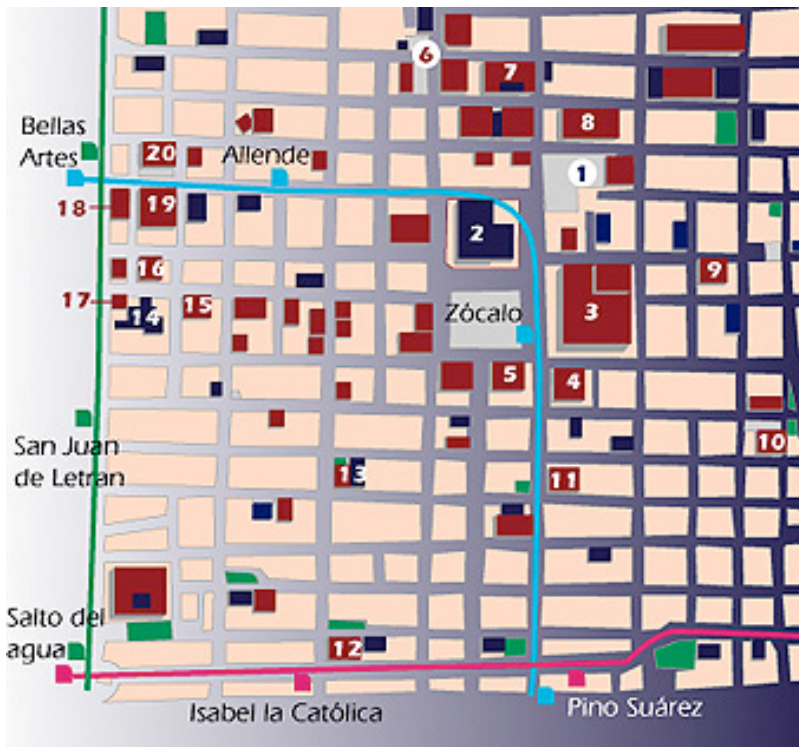 6
7
8
Bellas
Artes
20
Allende
1
18
19
2
16
9
17
15
14
Zócalo
3
5
4
San Juan
de Letran
10
13
11
Salto del
agua
12
Isabel la Católica
Pino Suárez